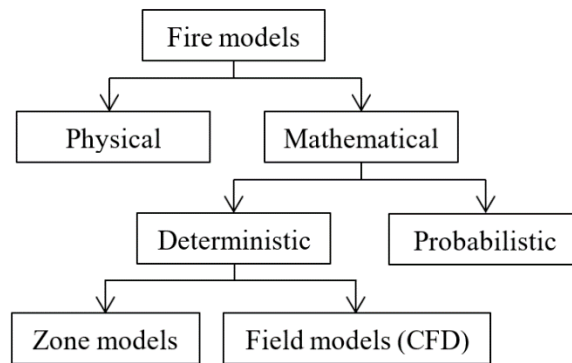 Fire models
Physical
Mathematical
Deterministic
Probabilistic
Zone models
Field models (CFD)